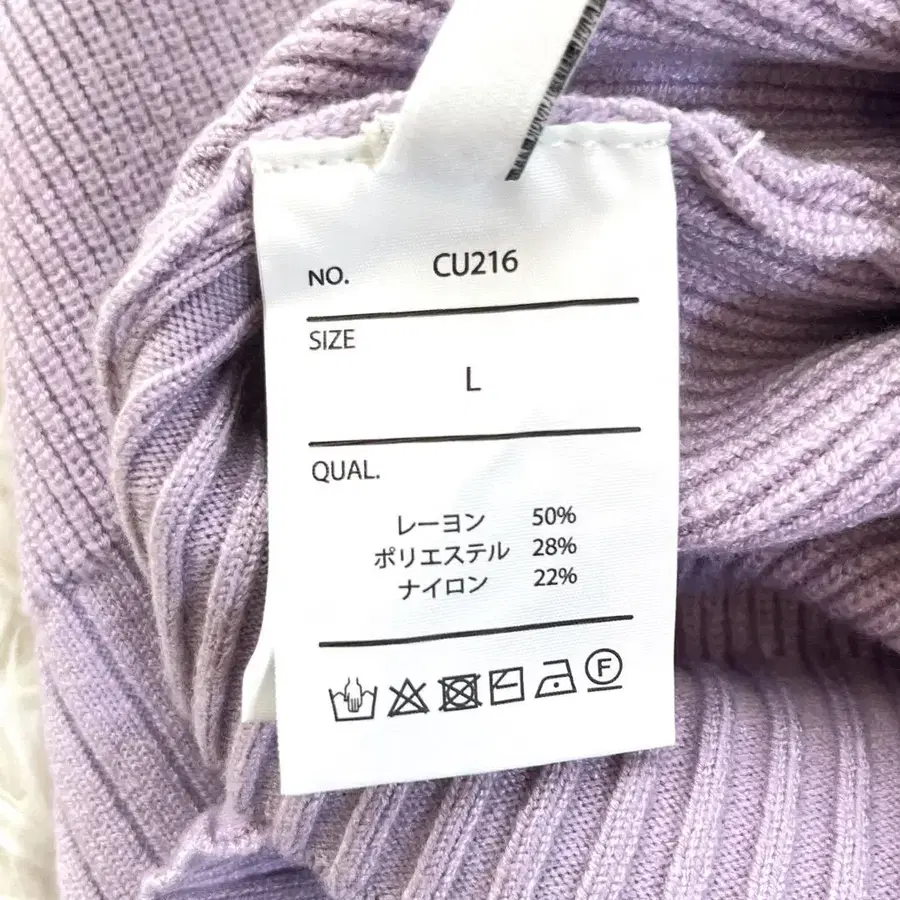 NO. CU216
SIZE
L
QUAL.
レーヨン 50%
ポリエステル 28%
ナイロン 22%
F